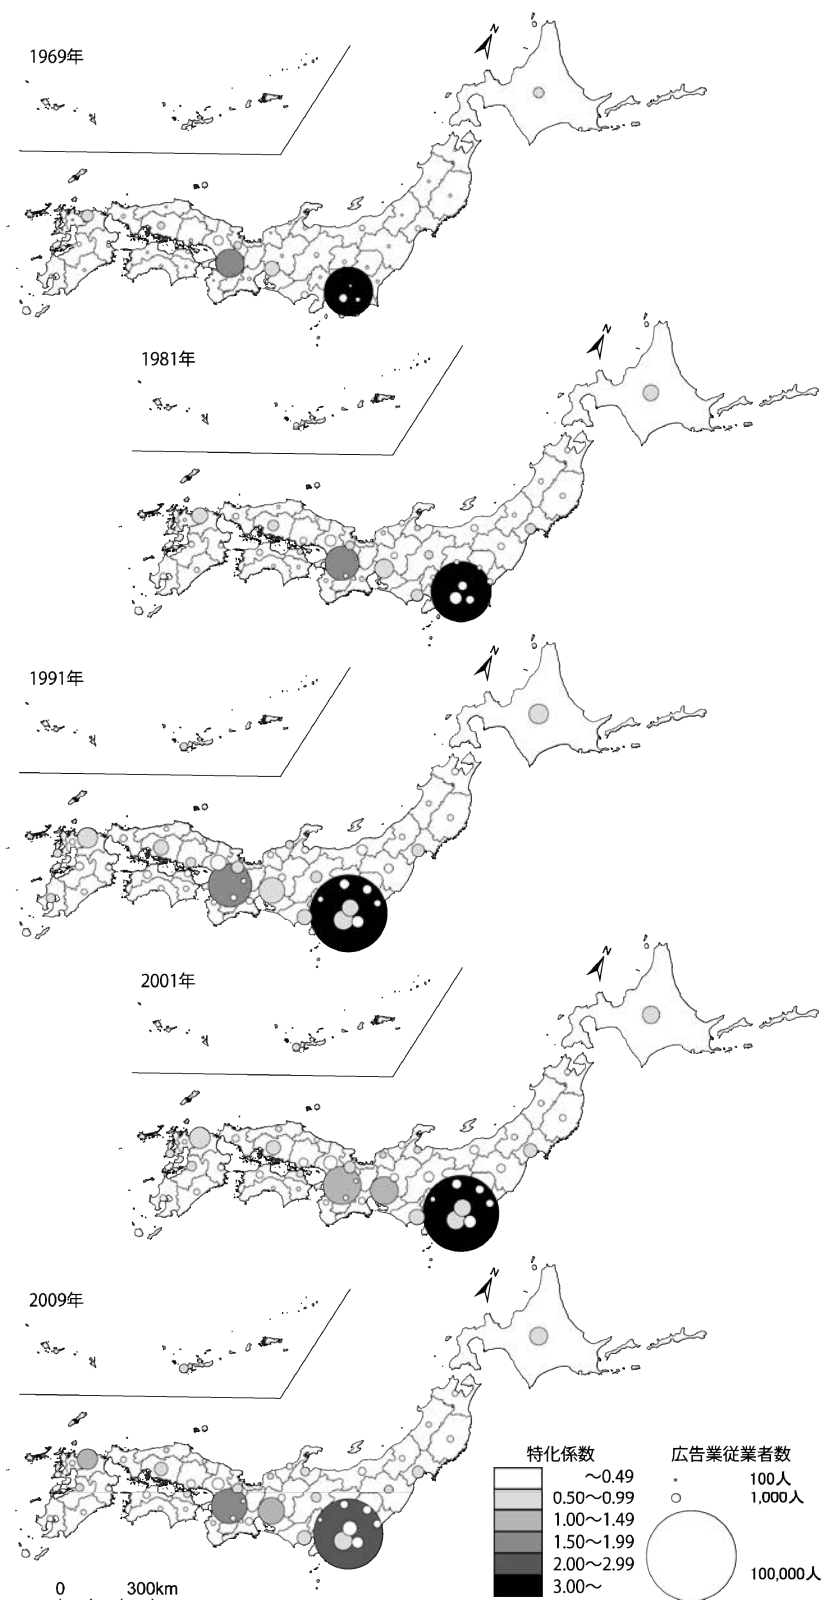 1969年
N
1981年
N
1991年
N
2001年
N
2009年
N
特化係数
～0.49
0.50～0.99
1.00～1.49
1.50～1.99
2.00～2.99
3.00～
広告業従業者数
100人
1,000人
100,000人
0 300km